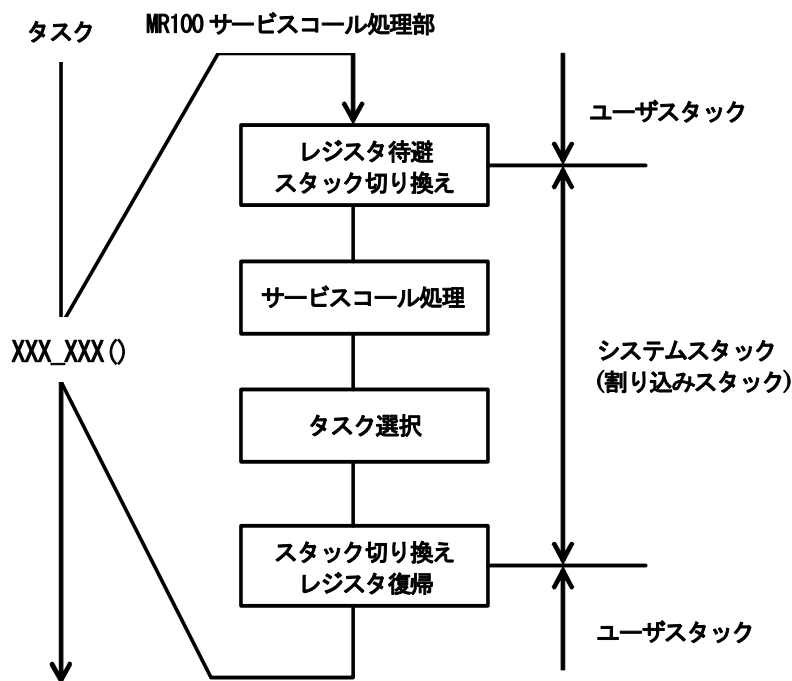 タスク
MR100 サービスコール処理部
ユーザスタック
レジスタ待避
スタック切り換え
サービスコール処理
XXX_XXX()
システムスタック
(割り込みスタック)
タスク選択
スタック切り換え
レジスタ復帰
ユーザスタック